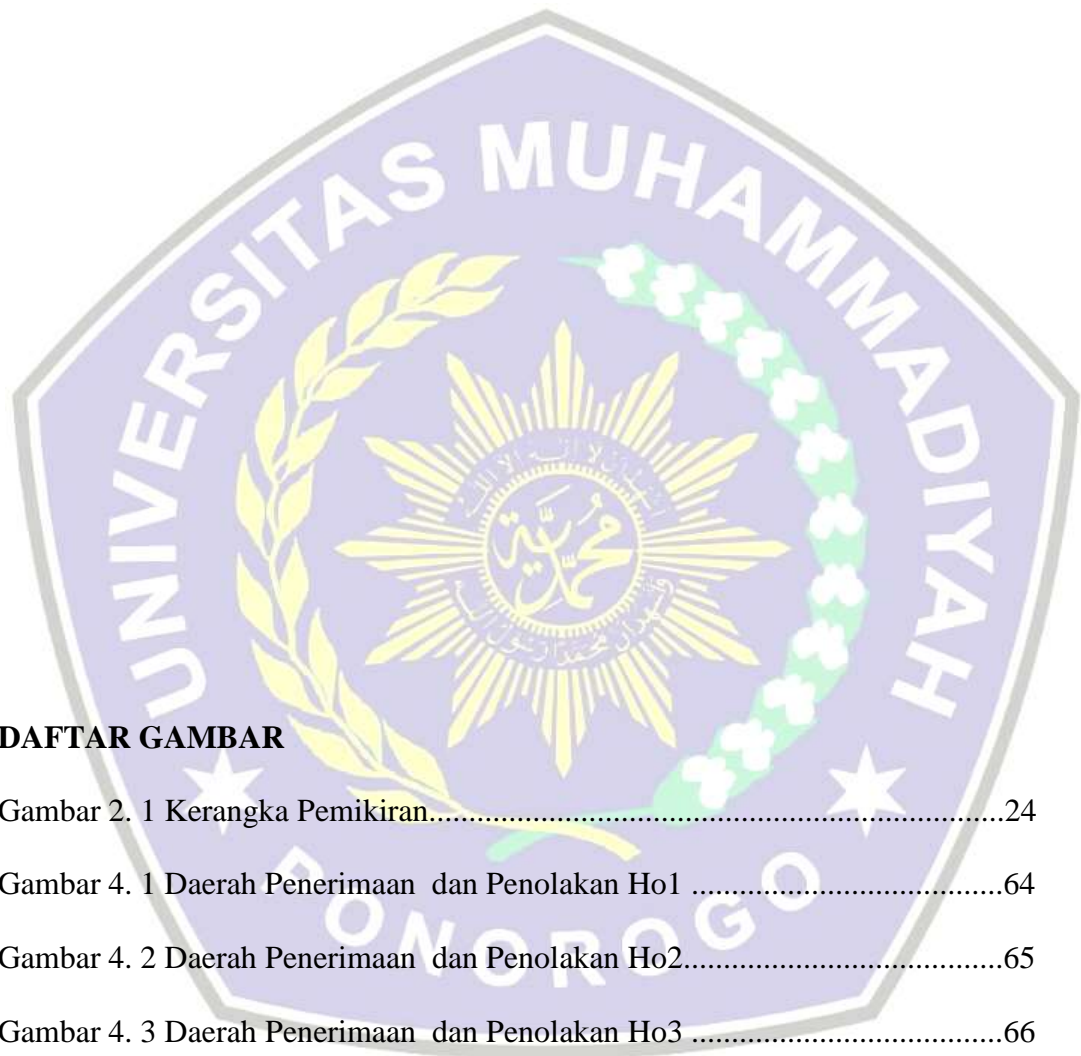 UNIVERSITAS MUHAMMADIYAH
PONOROGO
DAFTAR GAMBAR
Gambar 2. 1 Kerangka Pemikiran...........................................................................24
Gambar 4. 1 Daerah Penerimaan  dan Penolakan Ho1 ........................................64
Gambar 4. 2 Daerah Penerimaan  dan Penolakan Ho2.........................................65
Gambar 4. 3 Daerah Penerimaan  dan Penolakan Ho3 ........................................66